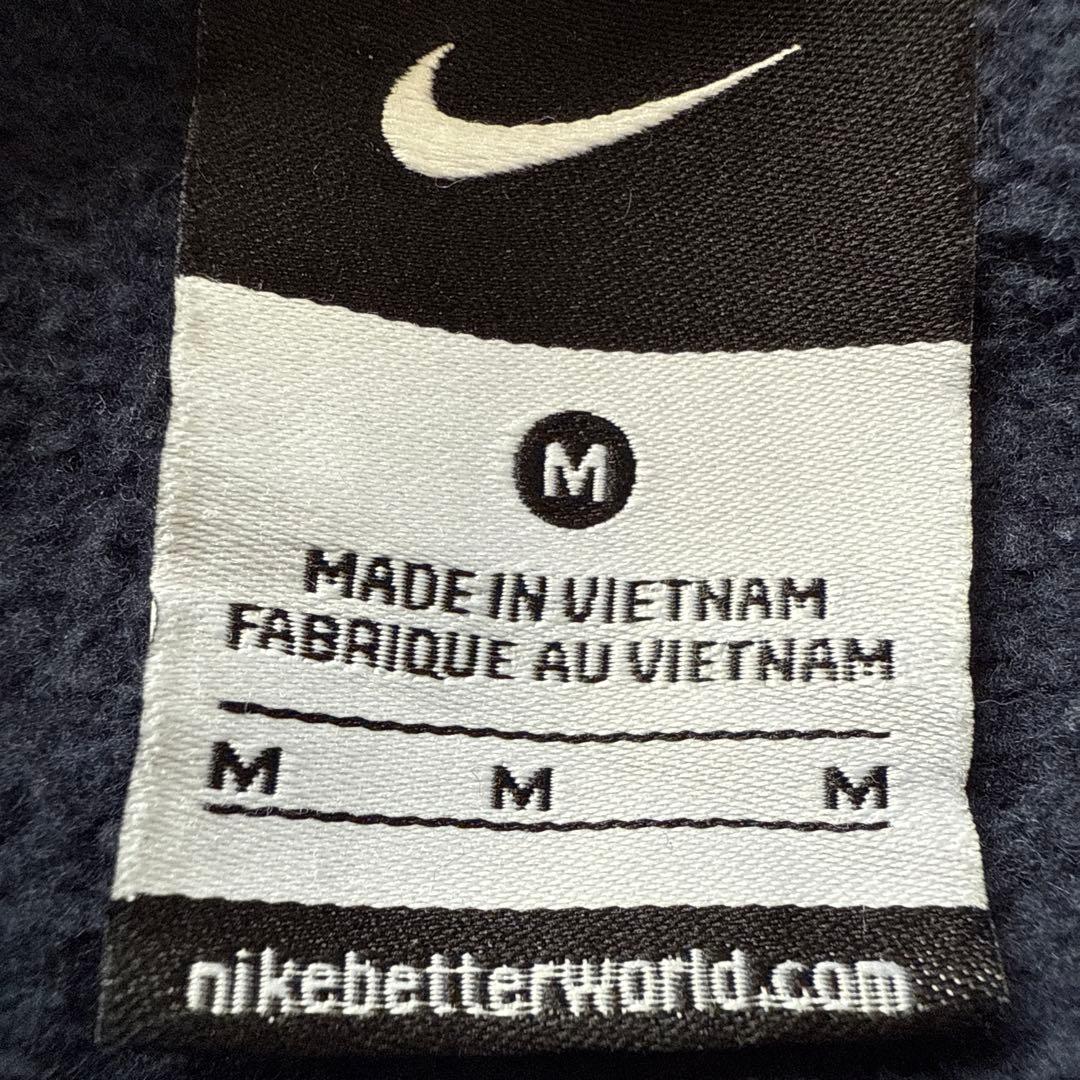 M
MADE IN VIETNAM
FABRIQUE AU VIETNAM
M M M
nikebetterworld.com